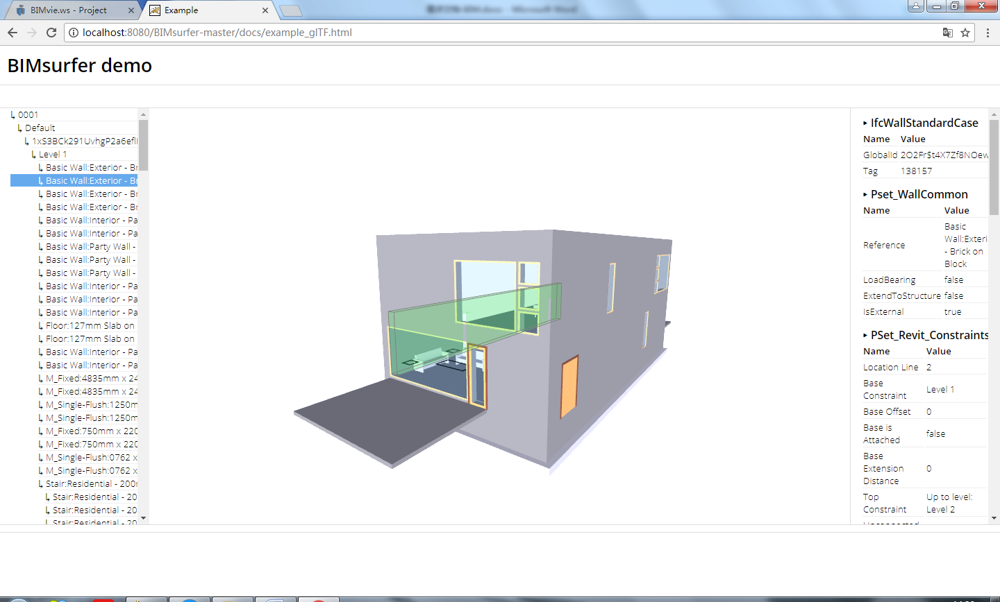 BIMvie.ws - Project
Example
localhost:8080/BIMsurfer-master/docs/example_glTF.html
BIMsurfer demo
0001
Default
1xS3BCk291UvhgP2a6efl
Level 1
Basic Wall:Exterior - Br
Basic Wall:Exterior - Br
Basic Wall:Exterior - Br
Basic Wall:Exterior - Br
Basic Wall:Interior - Pa
Basic Wall:Interior - Pa
Basic Wall:Party Wall -
Basic Wall:Party Wall -
Basic Wall:Party Wall -
Basic Wall:Interior - Pa
Basic Wall:Interior - Pa
Basic Wall:Interior - Pa
Floor:127mm Slab on
Floor:127mm Slab on
Basic Wall:Interior - Pa
Basic Wall:Interior - Pa
M_Fixed:4835mm x 24
M_Fixed:4835mm x 24
M_Single-Flush:1250m
M_Single-Flush:1250m
M_Fixed:750mm x 220
M_Fixed:750mm x 220
M_Single-Flush:0762 x
M_Single-Flush:0762 x
Stair:Residential - 200
Stair:Residential - 20
Stair:Residential - 20
Stair:Residential - 20
IfcWallStandardCase
Name Value
GlobalId 2O2Fr$t4X7Zf8NOew
Tag 138157
Pset_WallCommon
Name Value
Reference Basic
Wall:Exteri
- Brick on
Block
LoadBearing false
ExtendToStructure false
IsExternal true
PSet_Revit_Constraints
Name Value
Location Line 2
Base
Constraint Level 1
Base Offset 0
Base is
Attached false
Base
Extension
Distance 0
Top
Constraint Up to level:
Level 2